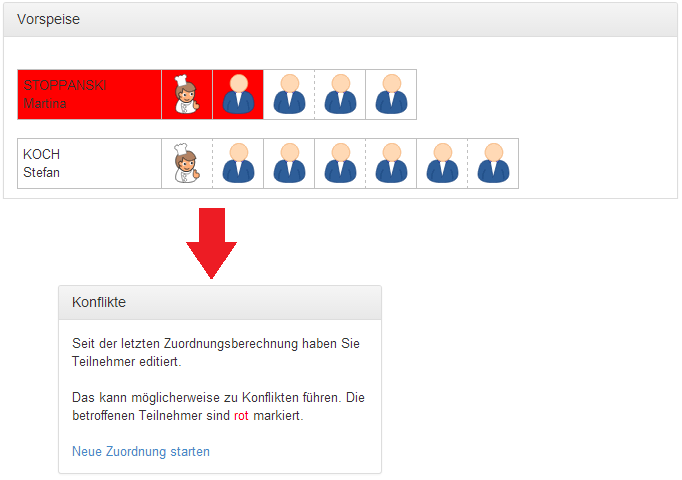 Vorspeise
STOPPANSKI
Martina
KOCH
Stefan
Konflikte
Seit der letzten Zuordnungsberechnung haben Sie
Teilnehmer editiert.
Das kann möglicherweise zu Konflikten führen. Die
betroffenen Teilnehmer sind rot markiert.
Neue Zuordnung starten